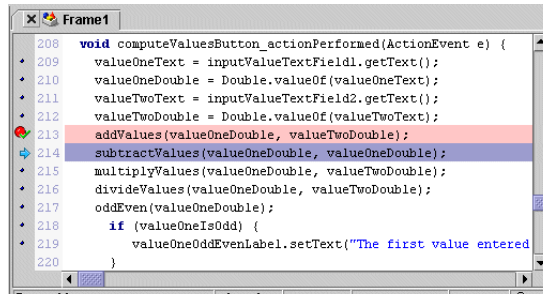 Frame1
208 void computeValuesButton_actionPerformed(ActionEvent e) {
209 valueOneText = inputValueTextField1.getText();
210 valueOneDouble = Double.valueOf(valueOneText);
211 valueTwoText = inputValueTextField2.getText();
212 valueTwoDouble = Double.valueOf(valueTwoText);
213 addValues(valueOneDouble, valueTwoDouble);
214 subtractValues(valueOneDouble, valueOneDouble);
215 multiplyValues(valueOneDouble, valueTwoDouble);
216 divideValues(valueOneDouble, valueTwoDouble);
217 oddEven(valueOneDouble);
218 if (valueOneIsOdd) {
219 valueOneOddEvenLabel.setText("The first value entered
220 }